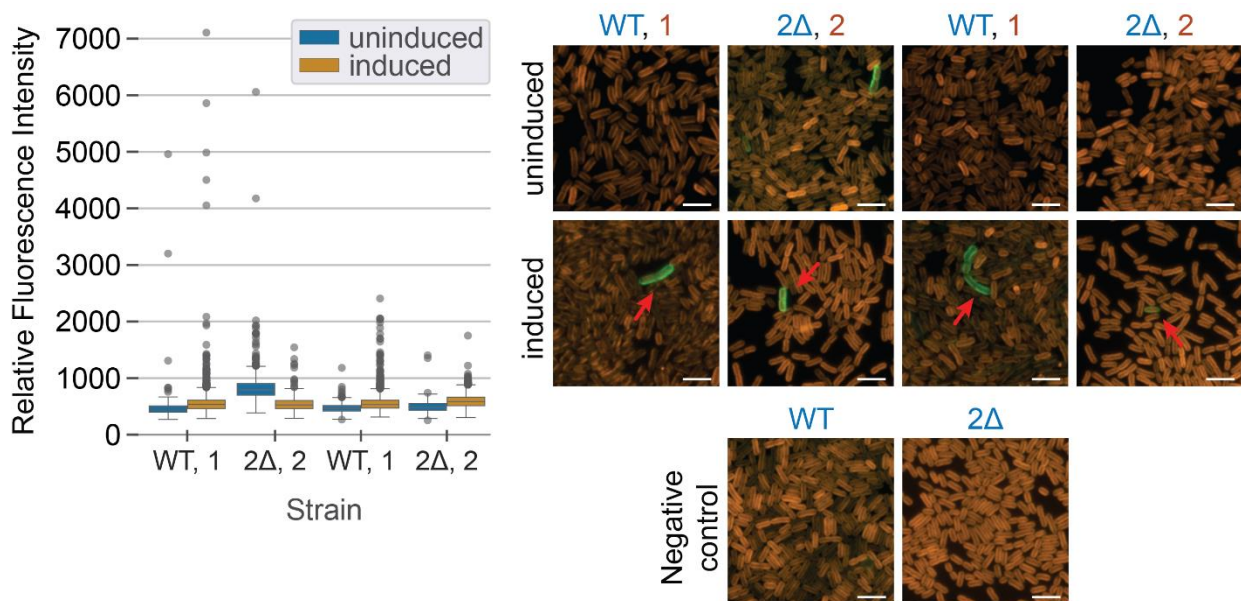 Relative Fluorescence Intensity
7000
6000
5000
4000
3000
2000
1000
0
uninduced
induced
WT, 1
2Δ, 2
WT, 1
2Δ, 2
Strain
WT, 1
2Δ, 2
WT, 1
2Δ, 2
uninduced
induced
WT
2Δ
Negative
control